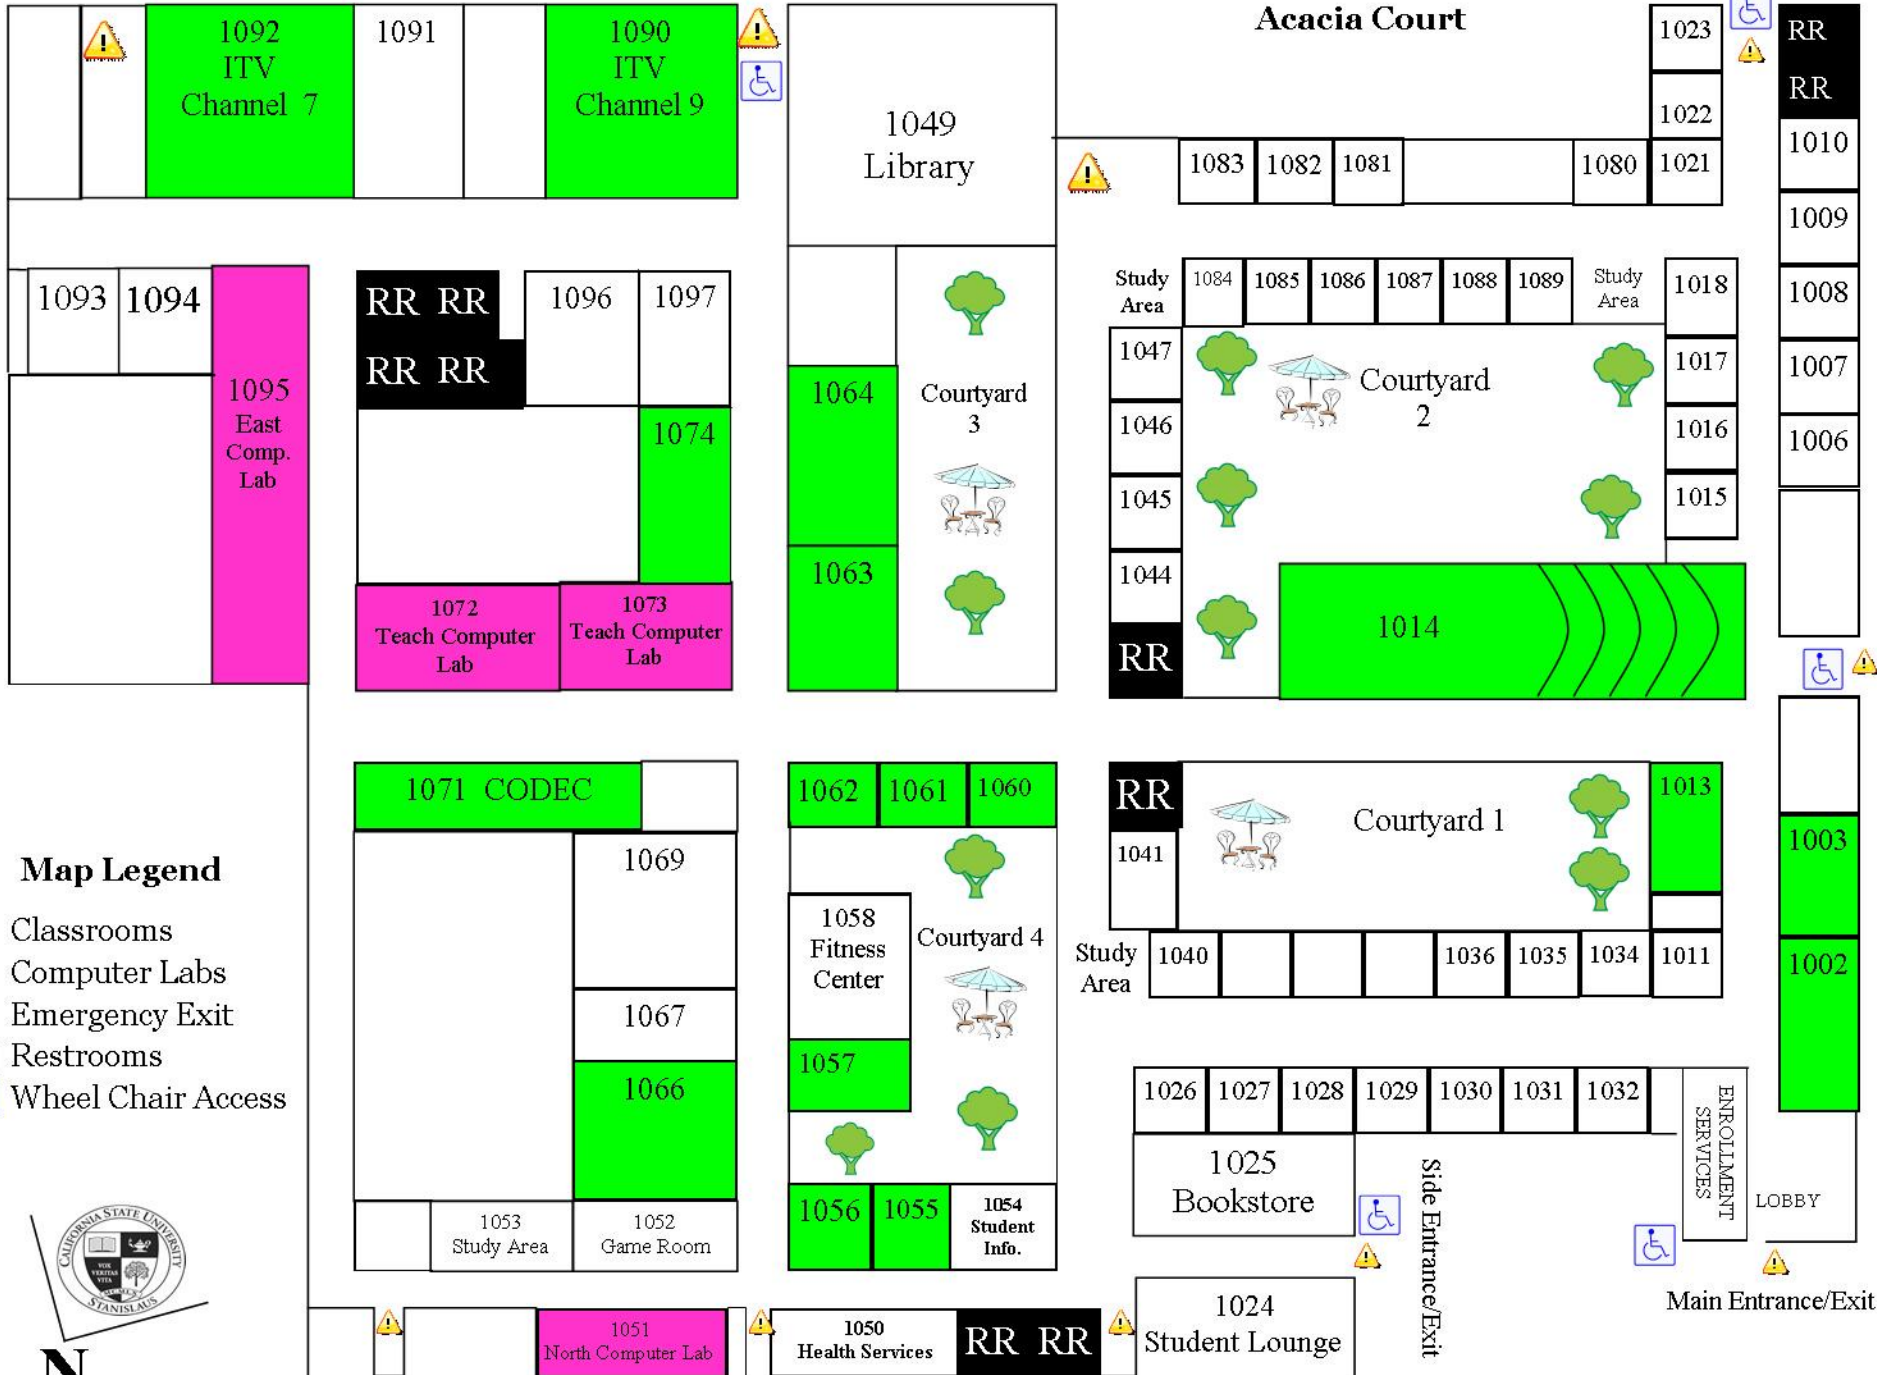 Acacia Court
1092
ITV
Channel 7
1091
1090
ITV
Channel 9
1049
Library
1023
1022
1021
1083
1082
1081
1080
RR
RR
1010
1009
1008
1007
1006
1093
1094
1095
East
Comp.
Lab
RR RR
RR RR
1096
1097
1074
1072
Teach Computer
Lab
1073
Teach Computer
Lab
1064
1063
Courtyard
3
Study
Area
1084
1085
1086
1087
1088
1089
Study
Area
1018
1017
1016
1015
1047
1046
1045
1044
RR
Courtyard
2
1014
1071 CODEC
1069
1067
1066
1053
Study Area
1052
Game Room
1062
1061
1060
1058
Fitness
Center
Courtyard 4
1057
1056
1055
1054
Student
Info.
RR
1041
Courtyard 1
1013
1003
1002
Study
Area
1040
1036
1035
1034
1011
1026
1027
1028
1029
1030
1031
1032
1025
Bookstore
Side Entrance/Exit
ENROLLMENT
SERVICES
LOBBY
Main Entrance/Exit
1024
Student Lounge
1051
North Computer Lab
1050
Health Services
RR RR
Map Legend
Classrooms
Computer Labs
Emergency Exit
Restrooms
Wheel Chair Access
CALIFORNIA STATE UNIVERSITY
VOX
VERITAS
VITA
STANISLAUS
N